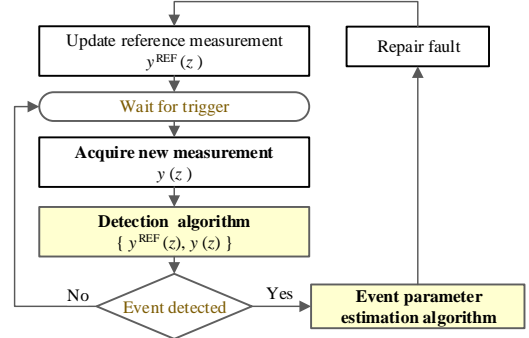 Update reference measurement
y^REF (z)
Repair fault
Wait for trigger
Acquire new measurement
y (z)
Detection algorithm
{ y^REF (z), y (z) }
No
Event detected
Yes
Event parameter
estimation algorithm